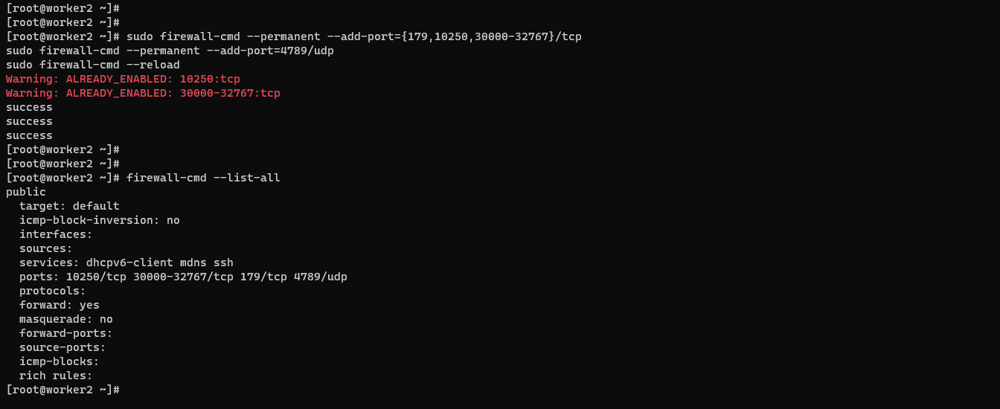 [root@worker2 ~]#
[root@worker2 ~]#
[root@worker2 ~]# sudo firewall-cmd --permanent --add-port={179,10250,30000-32767}/tcp
sudo firewall-cmd --permanent --add-port=4789/udp
sudo firewall-cmd --reload
Warning: ALREADY_ENABLED: 10250:tcp
Warning: ALREADY_ENABLED: 30000-32767:tcp
success
success
success
[root@worker2 ~]#
[root@worker2 ~]#
[root@worker2 ~]# firewall-cmd --list-all
public
  target: default
  icmp-block-inversion: no
  interfaces:
  sources:
  services: dhcpv6-client mdns ssh
  ports: 10250/tcp 30000-32767/tcp 179/tcp 4789/udp
  protocols:
  forward: yes
  masquerade: no
  forward-ports:
  source-ports:
  icmp-blocks:
  rich rules:
[root@worker2 ~]#